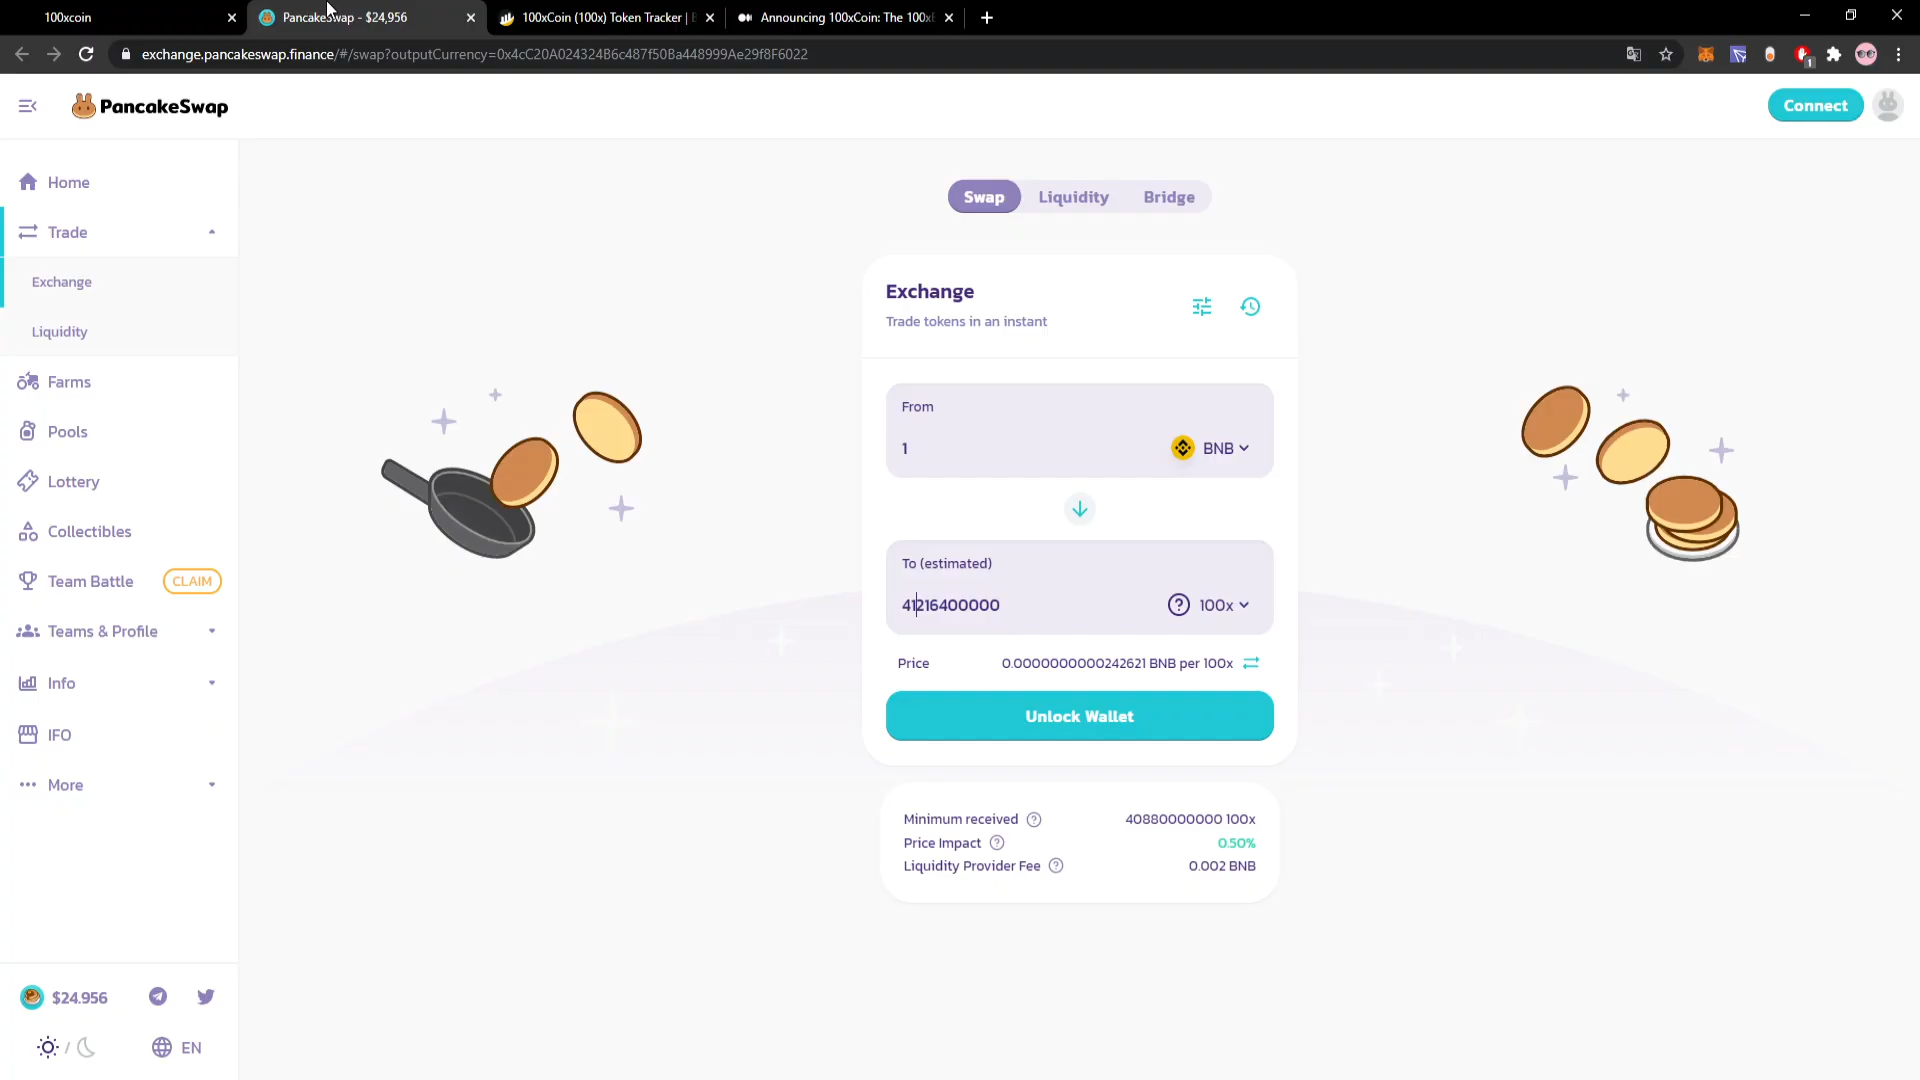 100xcoin
PancakeSwap - $24,956
100xCoin (100x) Token Tracker |
Announcing 100xCoin: The 100x
exchange.pancakeswap.finance/#/swap?outputCurrency=0x4cC20A024324B6c487f50Ba448999Ae29f8F6022
1
PancakeSwap
Connect
Home
Trade
Exchange
Liquidity
Farms
Pools
Lottery
Collectibles
Team Battle CLAIM
Teams & Profile
Info
IFO
More
$24.956
/
EN
Swap Liquidity Bridge
Exchange
Trade tokens in an instant
From
1 BNB
To (estimated)
41216400000 ? 100x
Price 0.0000000000242621 BNB per 100x
Unlock Wallet
Minimum received ? 40880000000 100x
Price Impact ? 0.50%
Liquidity Provider Fee ? 0.002 BNB